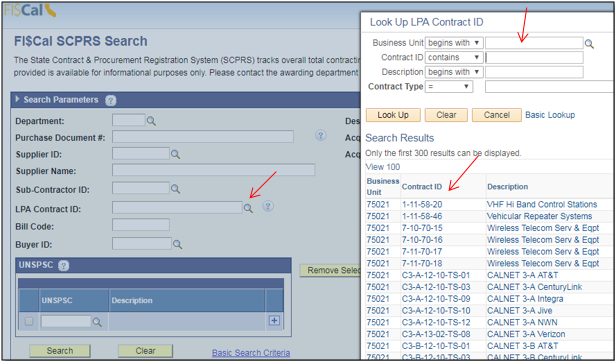 FI$Cal
FI$Cal SCPRS Search
The State Contract & Procurement Registration System (SCPRS) tracks overall total contractin
provided is available for informational purposes only. Please contact the awarding department
Search Parameters ?
Department:
Purchase Document #:
Supplier ID:
Supplier Name:
Sub-Contractor ID:
LPA Contract ID: ?
Bill Code:
Buyer ID:
Des
Acq
Acq
UNSPSC ?
UNSPSC Description
Remove Selec
Search Clear Basic Search Criteria
Look Up LPA Contract ID
Business Unit begins with
Contract ID contains
Description begins with
Contract Type =
Look Up Clear Cancel Basic Lookup
Search Results
Only the first 300 results can be displayed.
View 100
Business Unit Contract ID Description
75021 1-11-58-20 VHF Hi Band Control Stations
75021 1-11-58-46 Vehicular Repeater Systems
75021 7-10-70-15 Wireless Telecom Serv & Eqpt
75021 7-10-70-16 Wireless Telecom Serv & Eqpt
75021 7-11-70-17 Wireless Telecom Serv & Eqpt
75021 7-11-70-18 Wireless Telecom Serv & Eqpt
75021 C3-A-12-10-TS-01 CALNET 3-A AT&T
75021 C3-A-12-10-TS-03 CALNET 3-A CenturyLink
75021 C3-A-12-10-TS-09 CALNET 3-A Integra
75021 C3-A-12-10-TS-10 CALNET 3-A Jive
75021 C3-A-12-10-TS-12 CALNET 3-A NWN
75021 C3-A-13-02-TS-08 CALNET 3-A Verizon
75021 C3-B-12-10-TS-01 CALNET 3-B AT&T
75021 C3-B-12-10-TS-03 CALNET 3-B CenturyLink